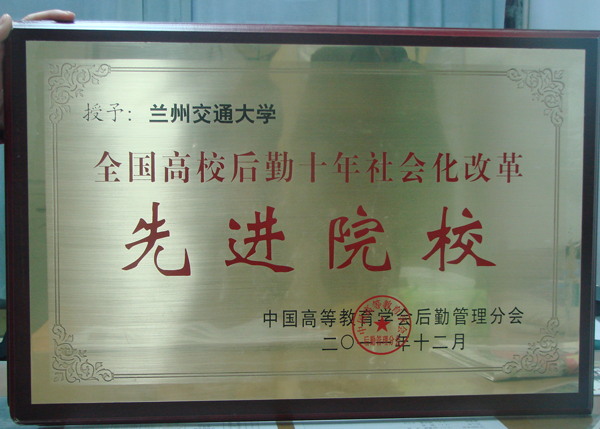 授予：兰州交通大学
全国高校后勤十年社会化改革
先进院校
中国高等教育学会后勤管理分会
二〇一　年十二月